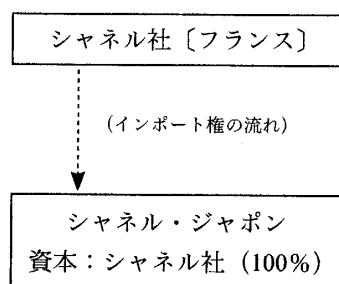 シャネル社〔フランス〕
(インポート権の流れ)
シャネル・ジャポン
資本：シャネル社（100%）